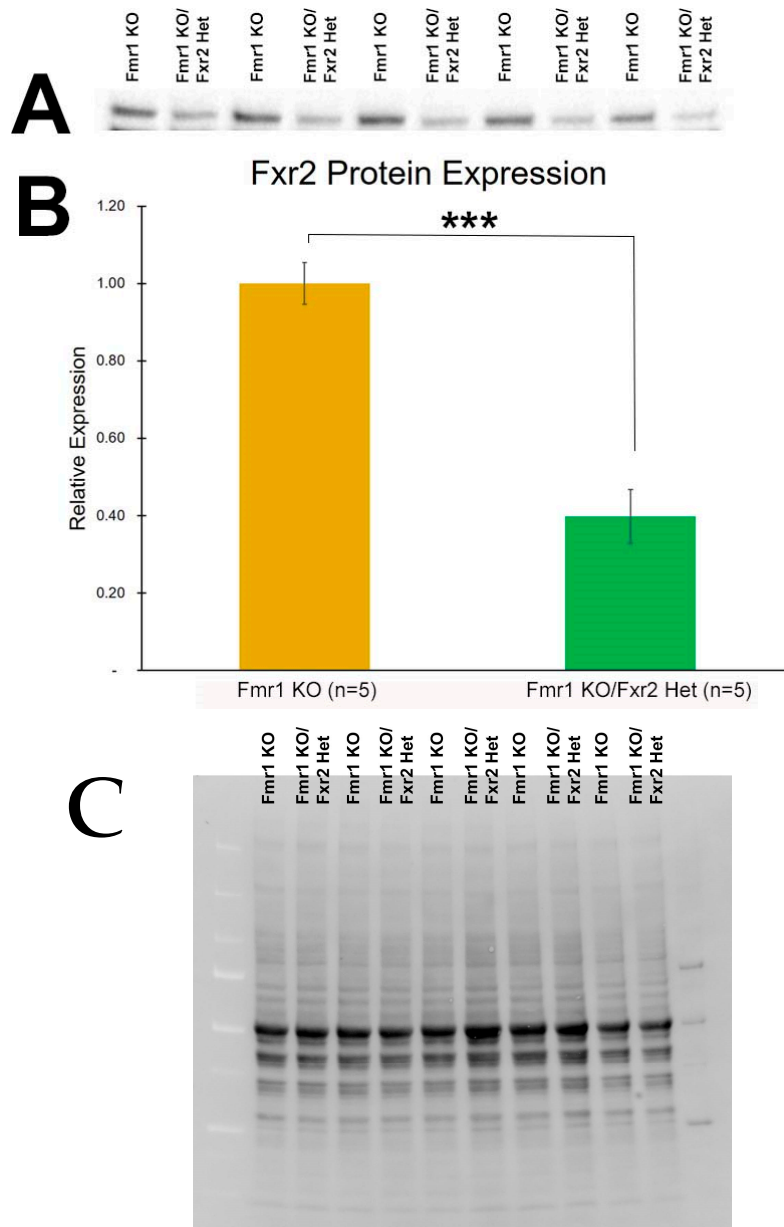 A
Fmr1 KO
Fmr1 KO/
Fxr2 Het
Fmr1 KO
Fmr1 KO/
Fxr2 Het
Fmr1 KO
Fmr1 KO/
Fxr2 Het
Fmr1 KO
Fmr1 KO/
Fxr2 Het
Fmr1 KO
Fmr1 KO/
Fxr2 Het
B
Fxr2 Protein Expression
***
Relative Expression
1.20
1.00
0.80
0.60
0.40
0.20
-
Fmr1 KO (n=5)
Fmr1 KO/Fxr2 Het (n=5)
C
Fmr1 KO
Fmr1 KO/
Fxr2 Het
Fmr1 KO
Fmr1 KO/
Fxr2 Het
Fmr1 KO
Fmr1 KO/
Fxr2 Het
Fmr1 KO
Fmr1 KO/
Fxr2 Het
Fmr1 KO
Fmr1 KO/
Fxr2 Het